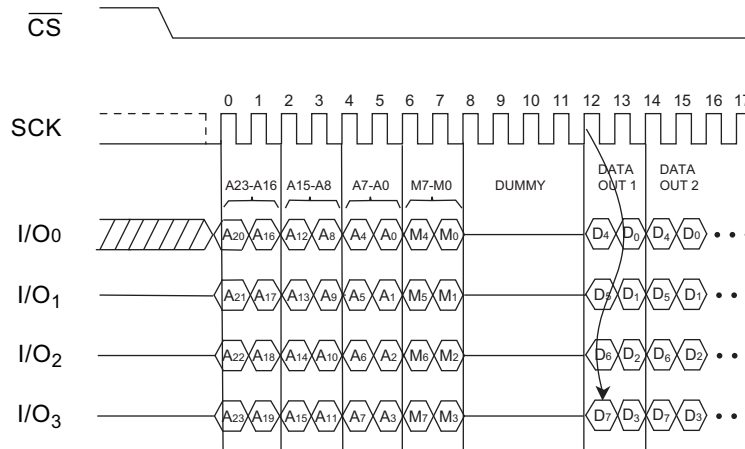 CS
0 1 2 3 4 5 6 7 8 9 10 11 12 13 14 15 16 17
SCK
A23-A16 A15-A8 A7-A0 M7-M0 DUMMY DATA OUT 1 DATA OUT 2
I/O0 A20 A16 A12 A8 A4 A0 M4 M0 D4 D0 D4 D0
I/O1 A21 A17 A13 A9 A5 A1 M5 M1 D5 D1 D5 D1
I/O2 A22 A18 A14 A10 A6 A2 M6 M2 D6 D2 D6 D2
I/O3 A23 A19 A15 A11 A7 A3 M7 M3 D7 D3 D7 D3